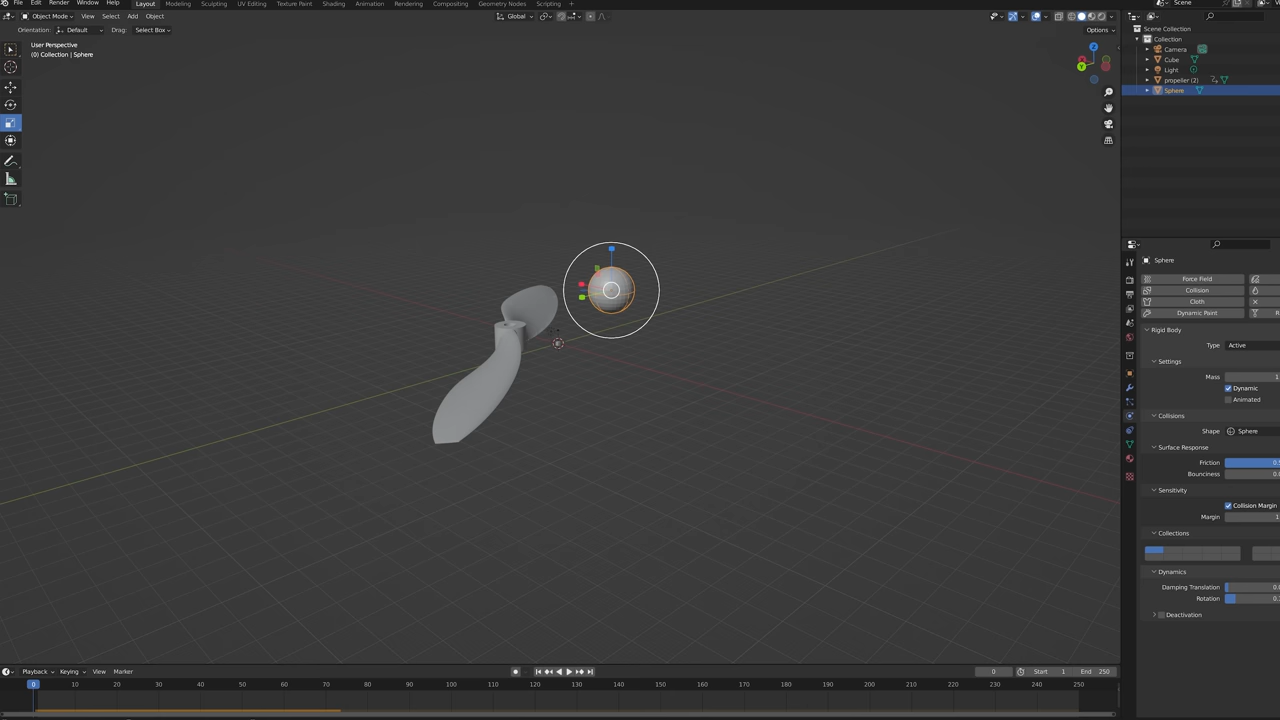 File Edit Render Window Help Layout Modeling Sculpting UV Editing Texture Paint Shading Animation Rendering Compositing Geometry Nodes Scripting Scene
Object Mode View Select Add Object Global
Orientation: Default Drag: Select Box Options
User Perspective
(0) Collection | Sphere
Z
Y
Scene Collection
Collection
Camera
Cube
Light
propeller (2)
Sphere
Sphere
Force Field
Collision
Cloth
Dynamic Paint
Rigid Body
Type Active
Settings
Mass 1
Dynamic
Animated
Collisions
Shape Sphere
Surface Response
Friction
Bounciness
Sensitivity
Collision Margin
Margin
Collections
Dynamics
Damping Translation
Rotation
Deactivation
Playback Keying View Marker 0 Start 1 End 250
0 10 20 30 40 50 60 70 80 90 100 110 120 130 140 150 160 170 180 190 200 210 220 230 240 250